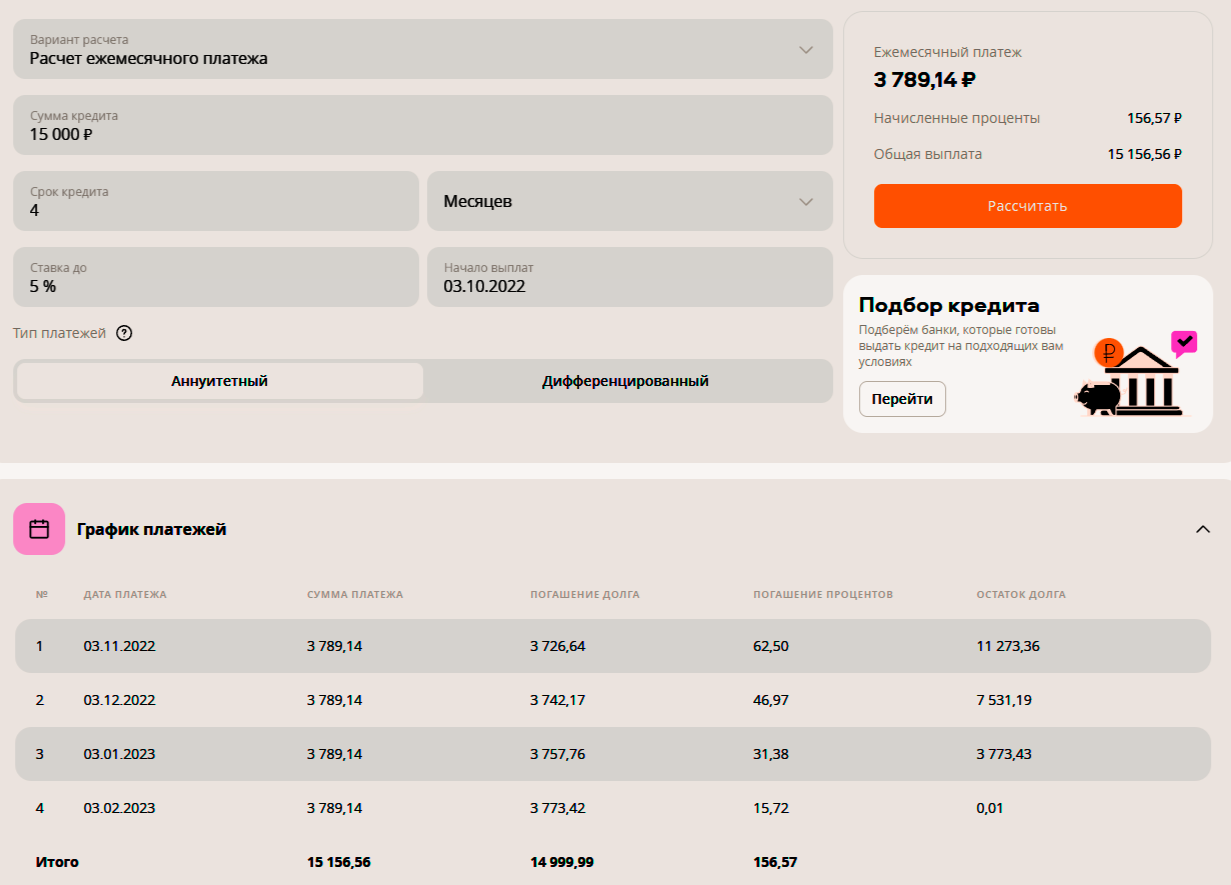 Вариант расчета
Расчет ежемесячного платежа
Сумма кредита
15 000 ₽
Срок кредита
4
Месяцев
Ставка до
5 %
Начало выплат
03.10.2022
Тип платежей ?
Аннуитетный
Дифференцированный
Ежемесячный платеж
3 789,14 ₽
Начисленные проценты 156,57 ₽
Общая выплата 15 156,56 ₽
Рассчитать
Подбор кредита
Подберём банки, которые готовы
выдать кредит на подходящих вам
условиях
₽
Перейти
График платежей
№ ДАТА ПЛАТЕЖА СУММА ПЛАТЕЖА ПОГАШЕНИЕ ДОЛГА ПОГАШЕНИЕ ПРОЦЕНТОВ ОСТАТОК ДОЛГА
1 03.11.2022 3 789,14 3 726,64 62,50 11 273,36
2 03.12.2022 3 789,14 3 742,17 46,97 7 531,19
3 03.01.2023 3 789,14 3 757,76 31,38 3 773,43
4 03.02.2023 3 789,14 3 773,42 15,72 0,01
Итого 15 156,56 14 999,99 156,57